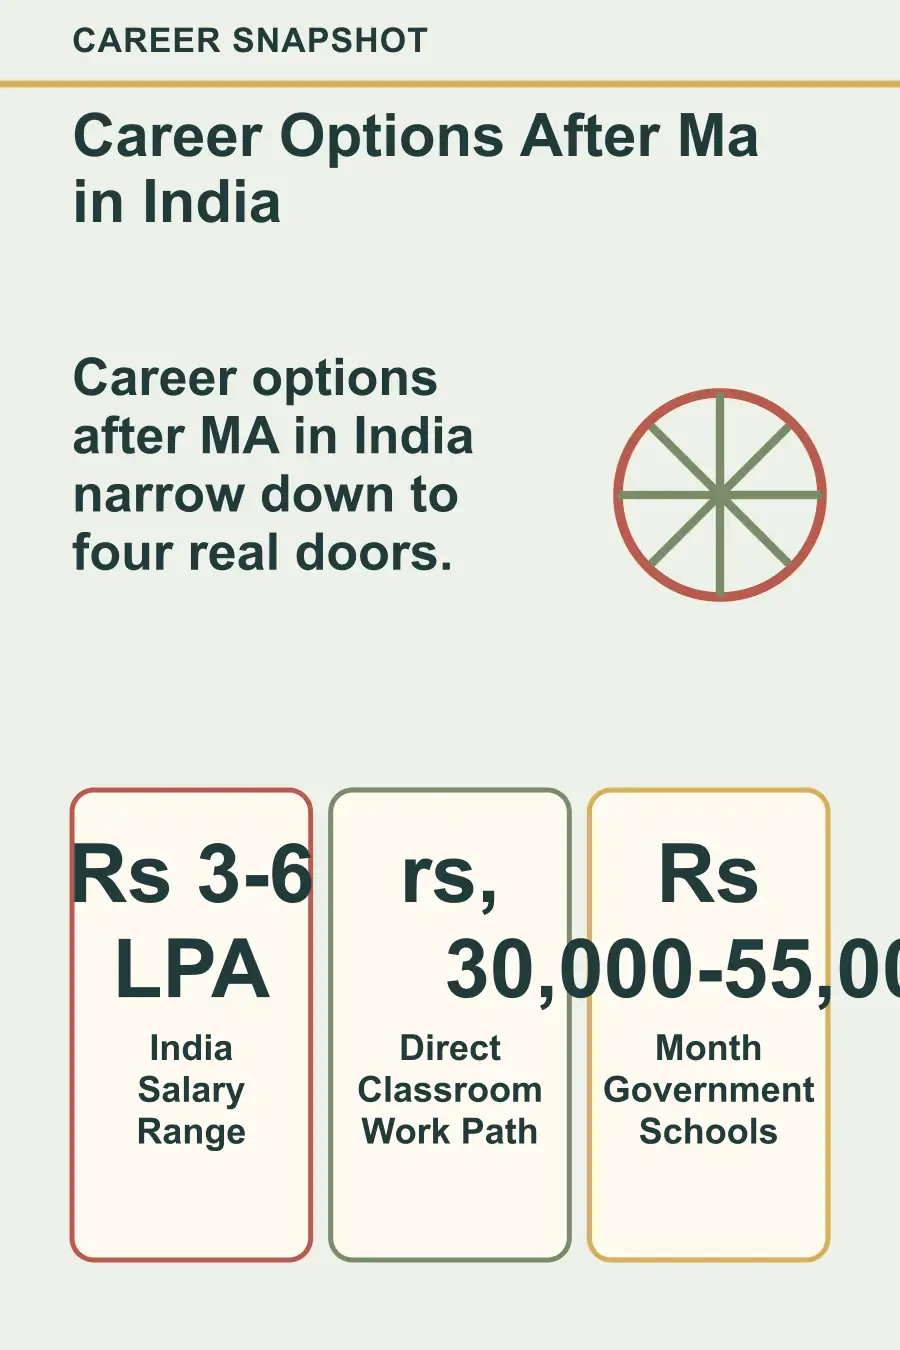 CAREER SNAPSHOT
Career Options After Ma
in India
Career options
after MA in India
narrow down to
four real doors.
Rs 3-6
LPA
India
Salary
Range
rs,
Direct
Classroom
Work Path
Rs
30,000-55,00
Month
Government
Schools